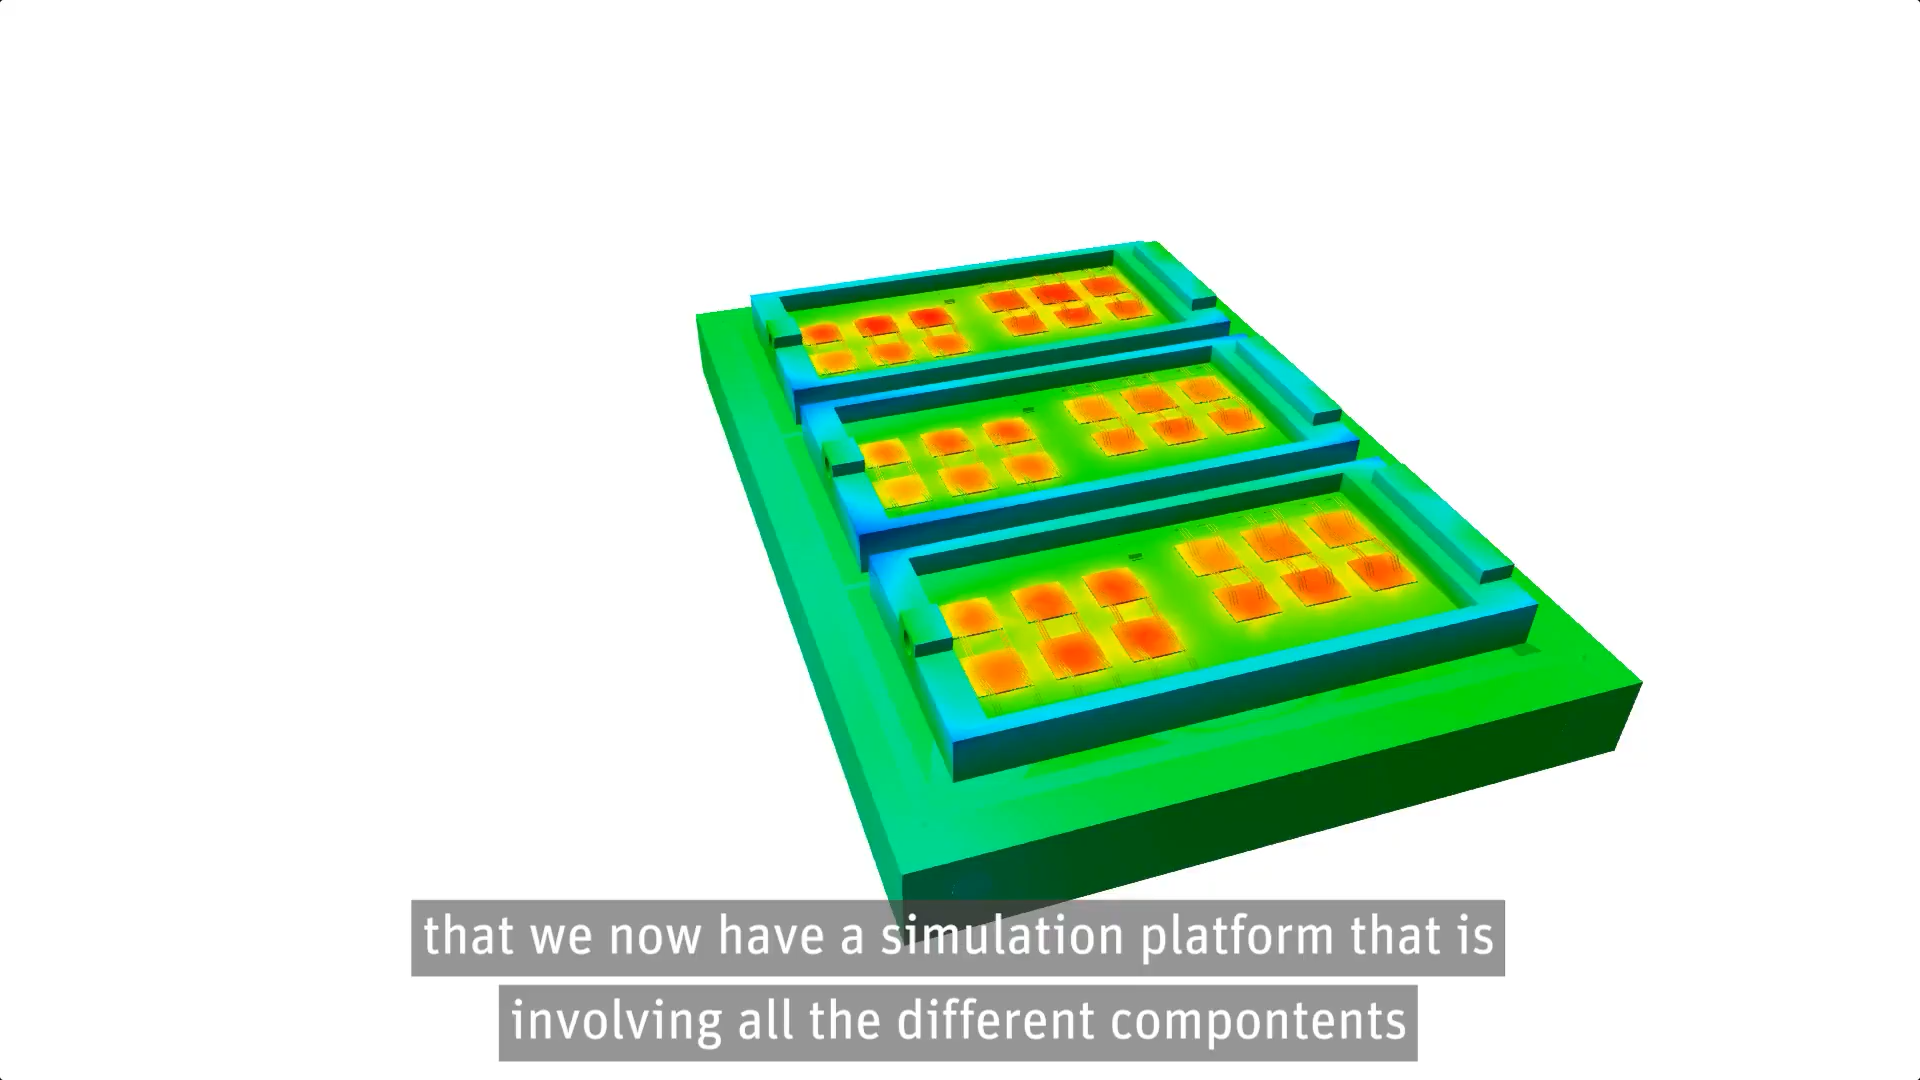 that we now have a simulation platform that is
involving all the different compontents